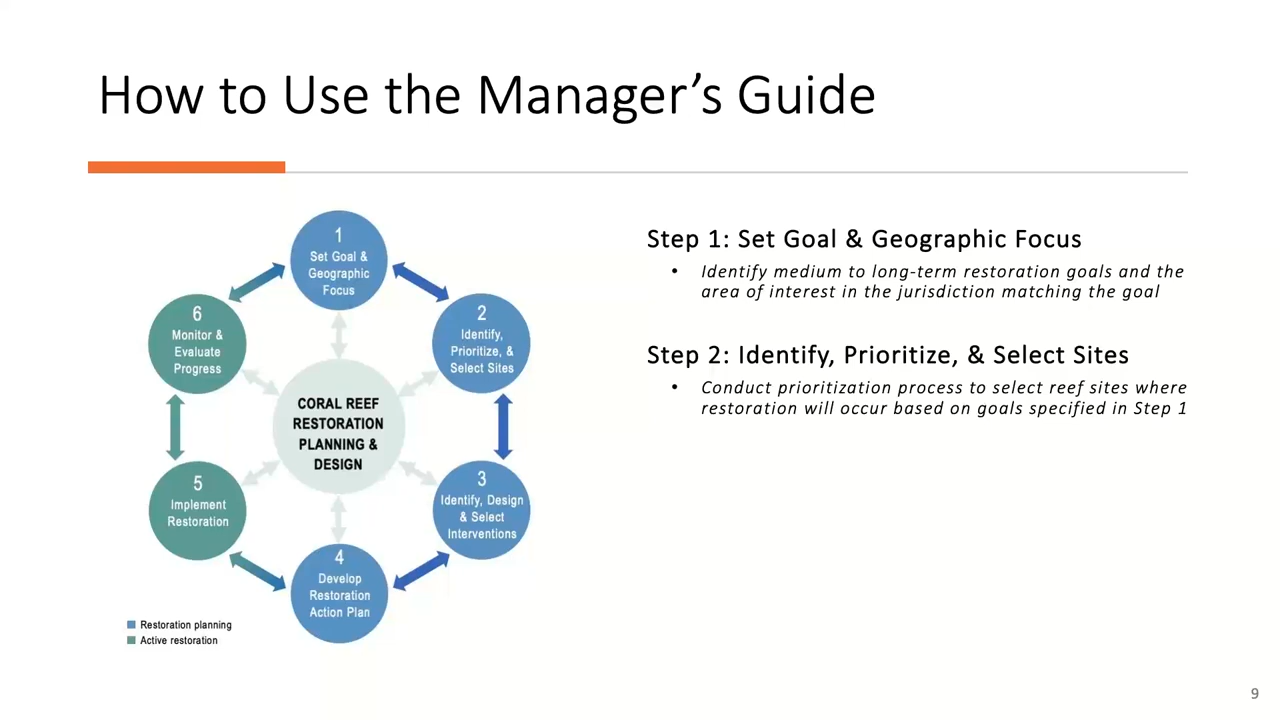 How to Use the Manager’s Guide
1
Set Goal &
Geographic
Focus
2
Identify,
Prioritize, &
Select Sites
3
Identify, Design
& Select
Interventions
4
Develop
Restoration
Action Plan
5
Implement
Restoration
6
Monitor &
Evaluate
Progress
CORAL REEF
RESTORATION
PLANNING &
DESIGN
Restoration planning
Active restoration
Step 1: Set Goal & Geographic Focus
• Identify medium to long-term restoration goals and the
area of interest in the jurisdiction matching the goal
Step 2: Identify, Prioritize, & Select Sites
• Conduct prioritization process to select reef sites where
restoration will occur based on goals specified in Step 1
9